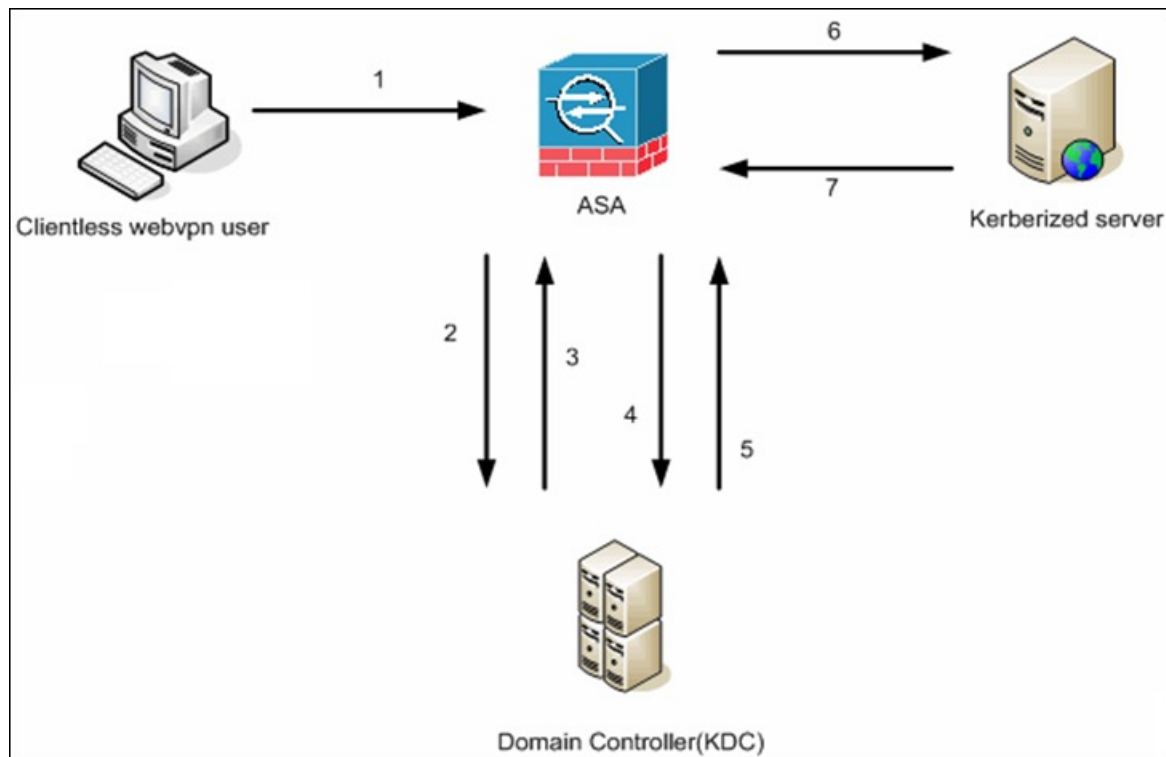 6
1
ASA
7
Clientless webvpn user
Kerberized server
2
3
4
5
Domain Controller(KDC)